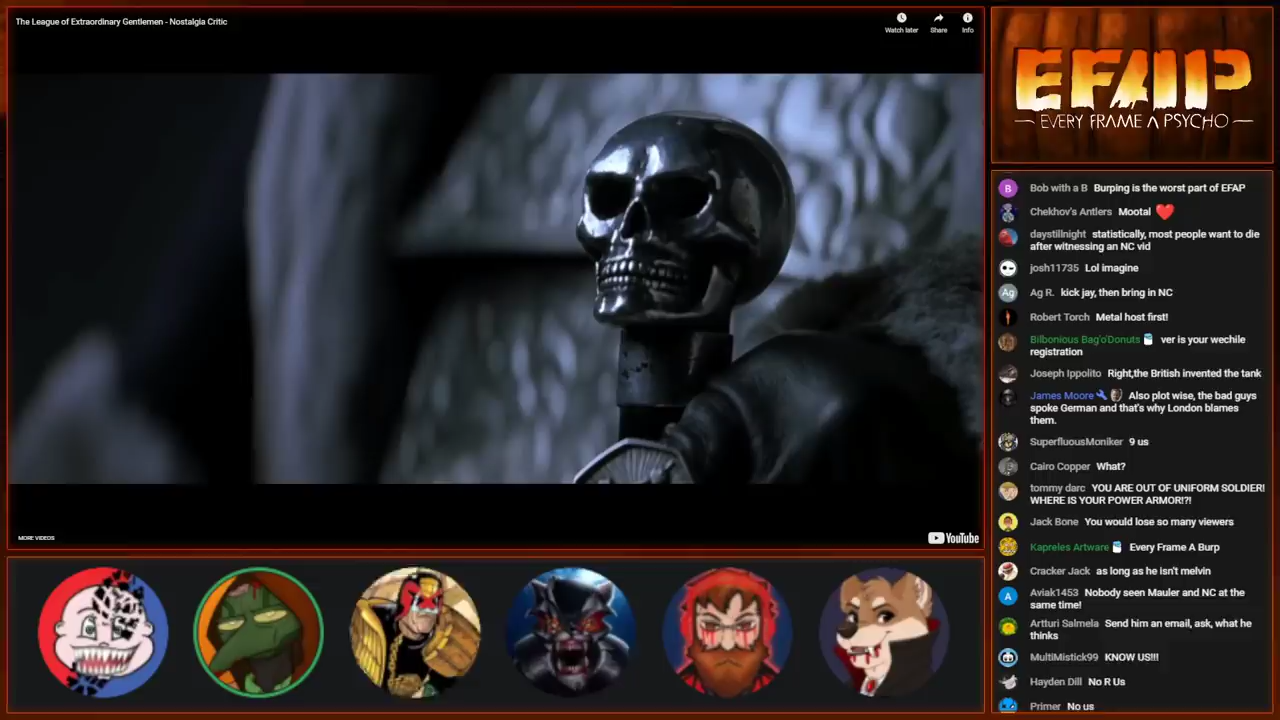 The League of Extraordinary Gentlemen - Nostalgia Critic
Watch later
Share
Info
MORE VIDEOS
YouTube
EFAP
EVERY FRAME A PSYCHO
B
Bob with a B Burping is the worst part of EFAP
Chekhov's Antlers Mootal ❤️
daystillnight statistically, most people want to die
after witnessing an NC vid
josh11735 Lol imagine
Ag
Ag R. kick jay, then bring in NC
Robert Torch Metal host first!
Bilbonious Bag'o'Donuts ver is your wechile
registration
Joseph Ippolito Right,the British invented the tank
James Moore Also plot wise, the bad guys
spoke German and that's why London blames
them.
SuperfluousMoniker 9 us
Cairo Copper What?
tommy darc YOU ARE OUT OF UNIFORM SOLDIER!
WHERE IS YOUR POWER ARMOR!?!
Jack Bone You would lose so many viewers
Kapreles Artware Every Frame A Burp
Cracker Jack as long as he isn't melvin
A
Aviak1453 Nobody seen Mauler and NC at the
same time!
Artturi Salmela Send him an email, ask, what he
thinks
MultiMistick99 KNOW US!!!
Hayden Dill No R Us
Primer No us